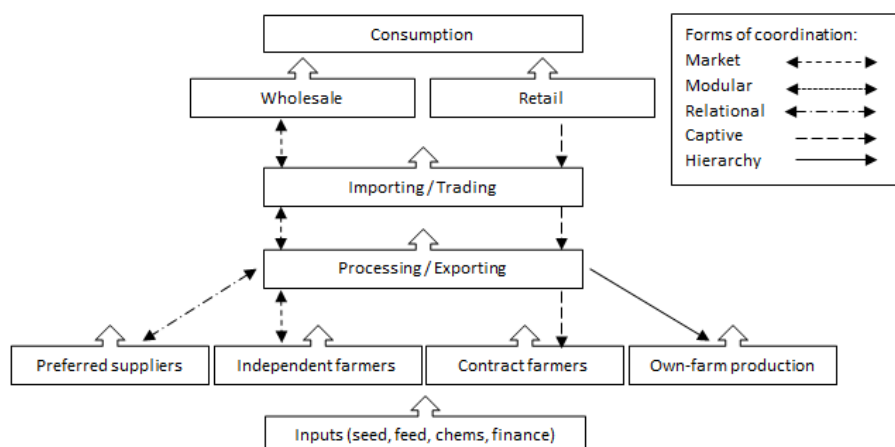 Consumption
Forms of coordination:
Market
Modular
Relational
Captive
Hierarchy
Wholesale
Retail
Importing / Trading
Processing / Exporting
Preferred suppliers
Independent farmers
Contract farmers
Own-farm production
Inputs (seed, feed, chems, finance)